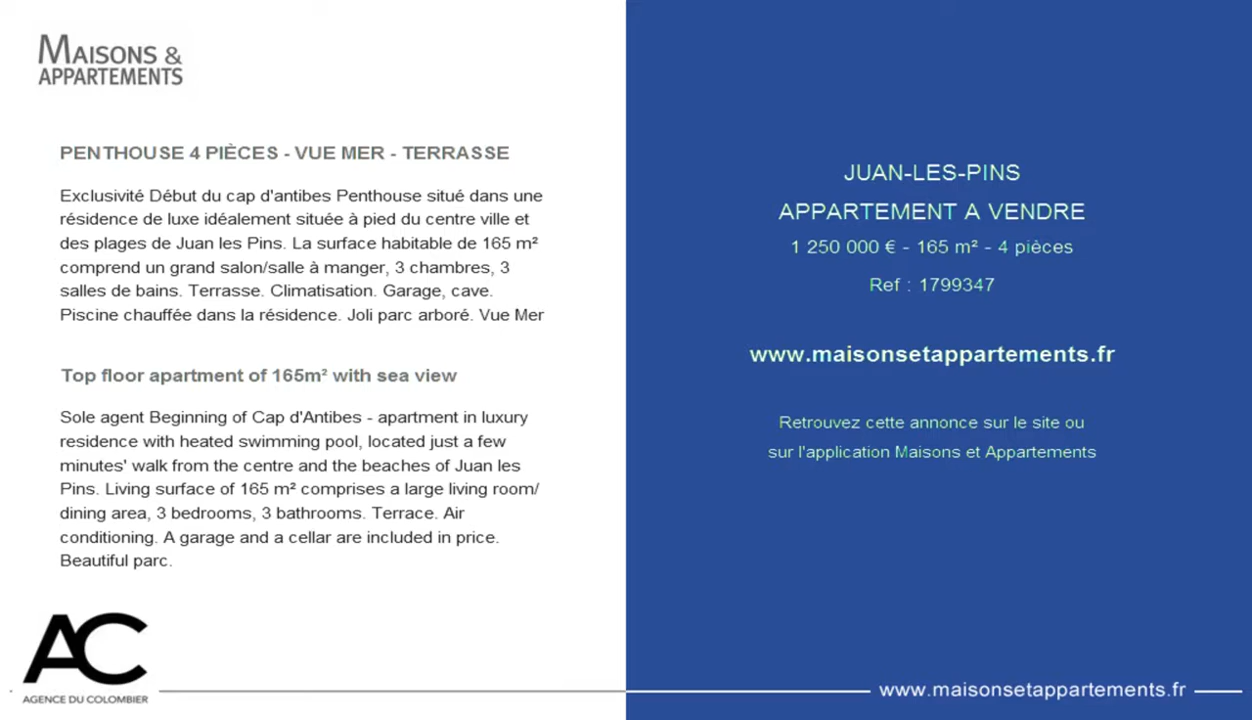 MAISONS &
APPARTEMENTS
PENTHOUSE 4 PIÈCES - VUE MER - TERRASSE
Exclusivité Début du cap d'antibes Penthouse situé dans une
résidence de luxe idéalement située à pied du centre ville et
des plages de Juan les Pins. La surface habitable de 165 m²
comprend un grand salon/salle à manger, 3 chambres, 3
salles de bains. Terrasse. Climatisation. Garage, cave.
Piscine chauffée dans la résidence. Joli parc arboré. Vue Mer
Top floor apartment of 165m² with sea view
Sole agent Beginning of Cap d'Antibes - apartment in luxury
residence with heated swimming pool, located just a few
minutes' walk from the centre and the beaches of Juan les
Pins. Living surface of 165 m² comprises a large living room/
dining area, 3 bedrooms, 3 bathrooms. Terrace. Air
conditioning. A garage and a cellar are included in price.
Beautiful parc.
AC
AGENCE DU COLOMBIER
JUAN-LES-PINS
APPARTEMENT A VENDRE
1 250 000 € - 165 m² - 4 pièces
Ref : 1799347
www.maisonsetappartements.fr
Retrouvez cette annonce sur le site ou
sur l'application Maisons et Appartements
www.maisonsetappartements.fr